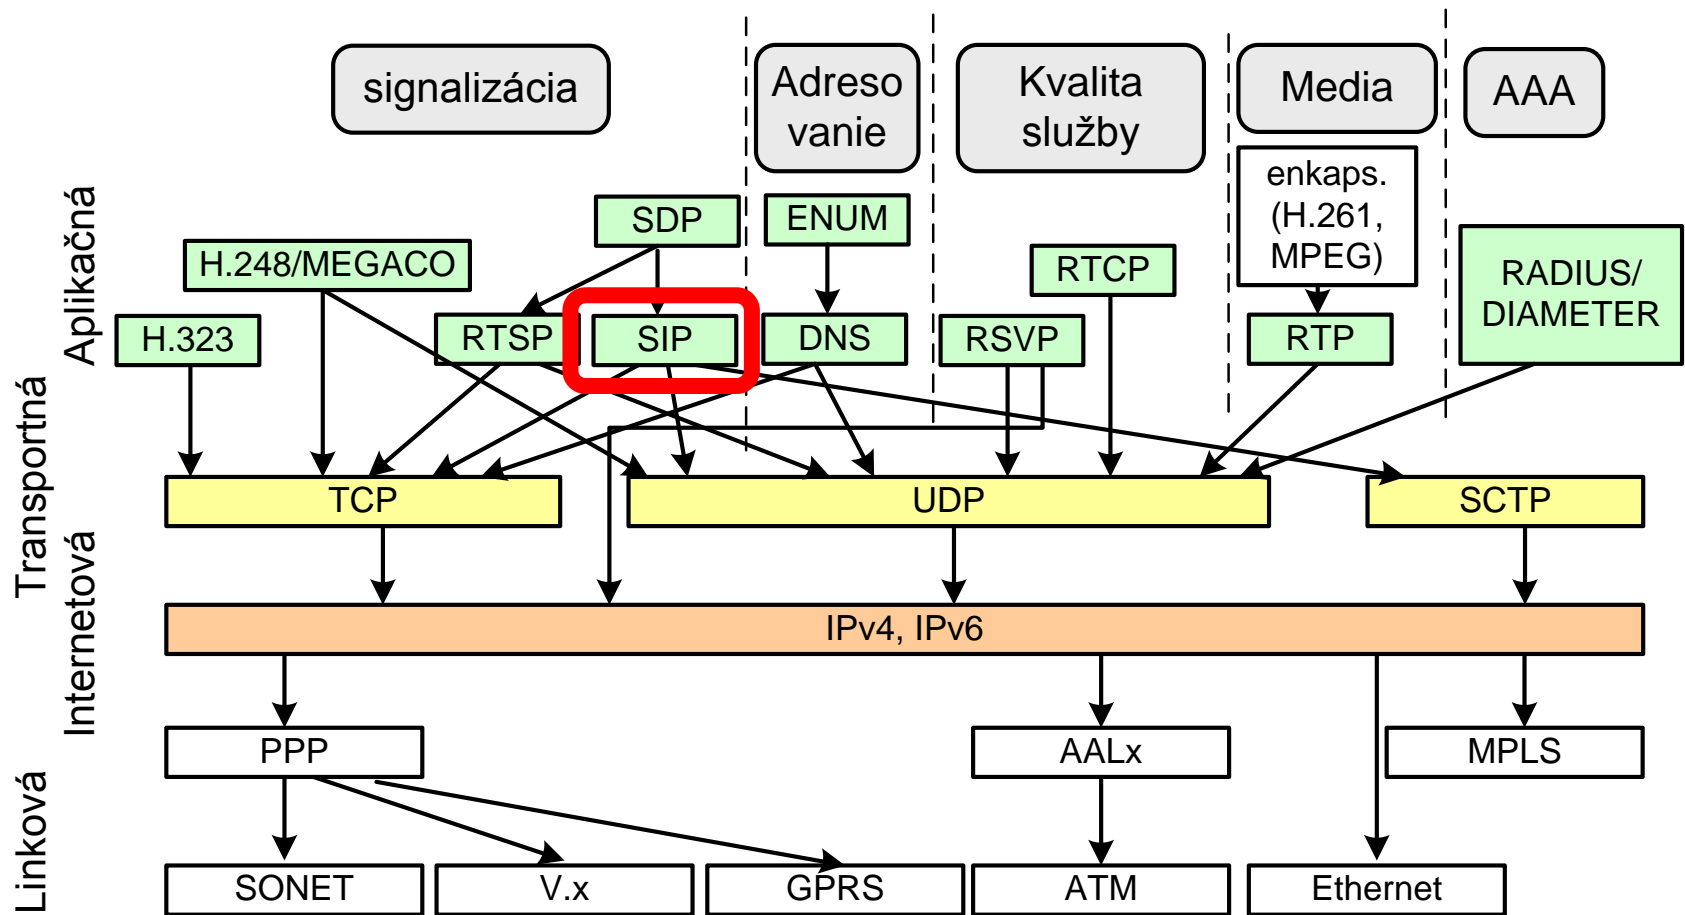 signalizácia
Adreso
vanie
Kvalita
služby
Media
AAA
Aplikačná
enkaps.
(H.261,
MPEG)
SDP
ENUM
H.248/MEGACO
RTCP
RADIUS/
DIAMETER
H.323
RTSP
SIP
DNS
RSVP
RTP
Transportná
TCP
UDP
SCTP
Internetová
IPv4, IPv6
PPP
AALx
MPLS
Linková
SONET
V.x
GPRS
ATM
Ethernet